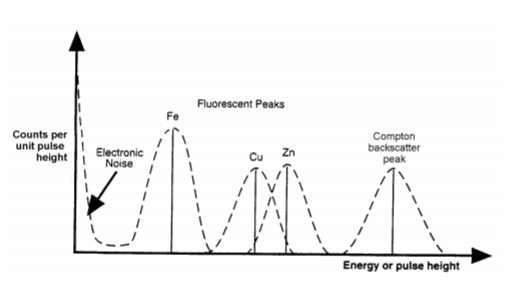 Fluorescent Peaks
Fe
Counts per
unit pulse
height
Electronic
Noise
Cu
Zn
Compton
backscatter
peak
Energy or pulse height